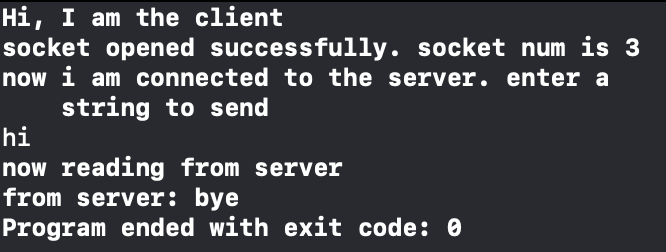 Hi, I am the client
socket opened successfully. socket num is 3
now i am connected to the server. enter a
string to send
hi
now reading from server
from server: bye
Program ended with exit code: 0